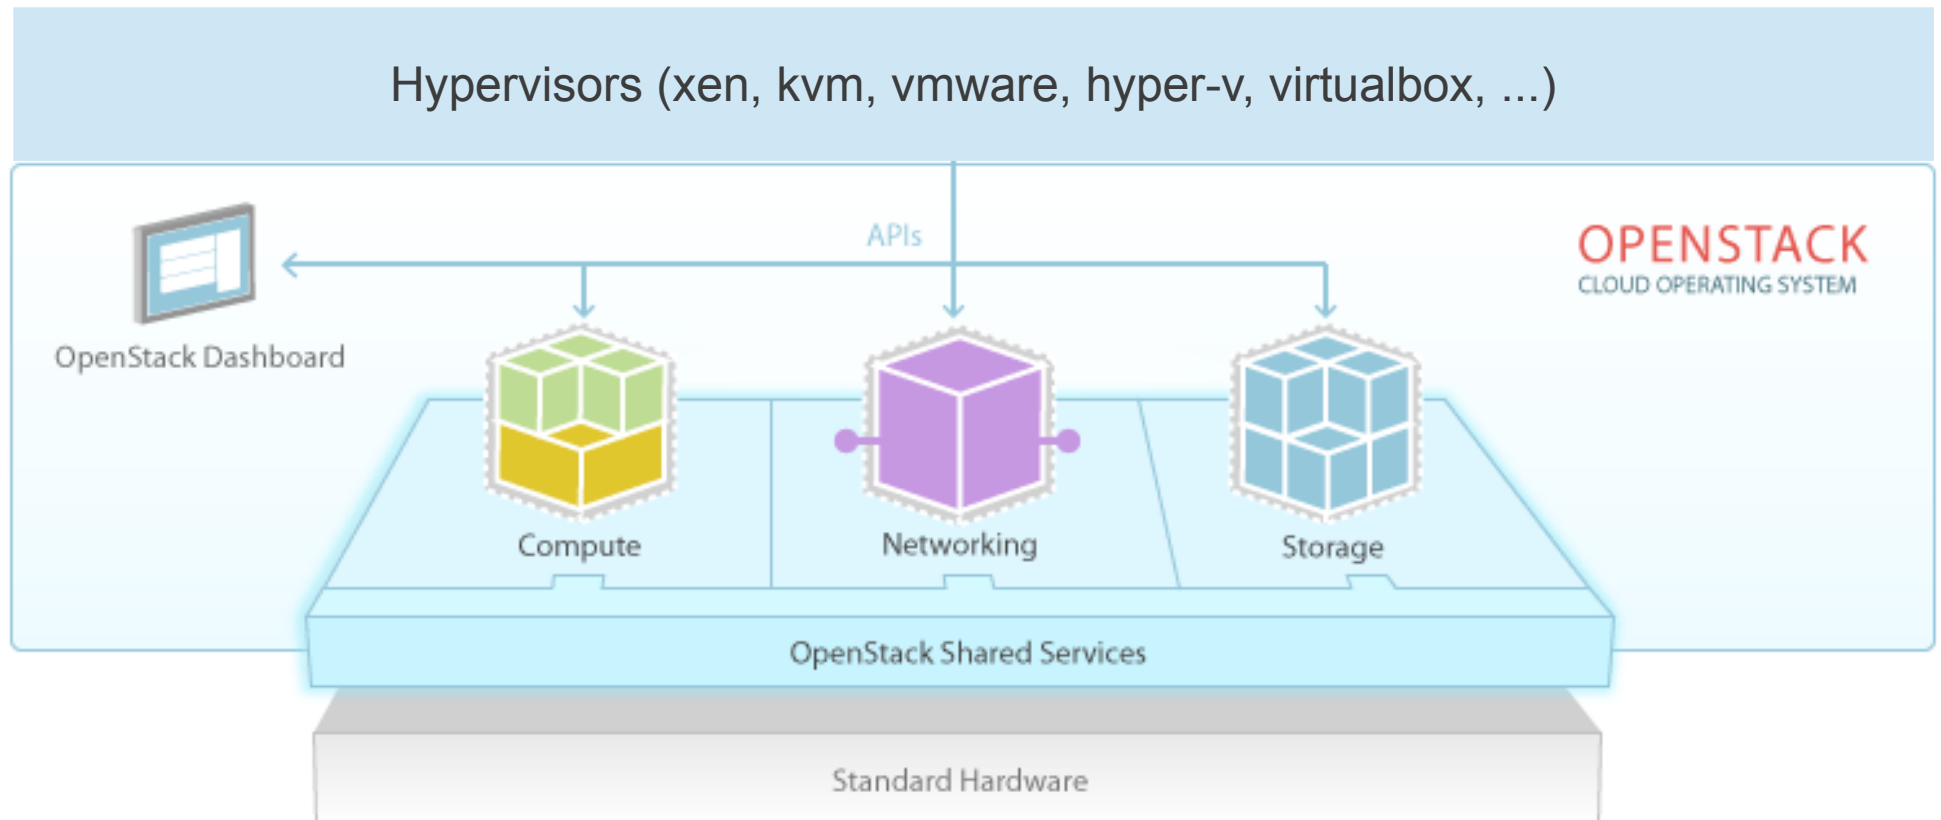 Hypervisors (xen, kvm, vmware, hyper-v, virtualbox, ...)
APIs
OPENSTACK
CLOUD OPERATING SYSTEM
OpenStack Dashboard
Compute
Networking
Storage
OpenStack Shared Services
Standard Hardware